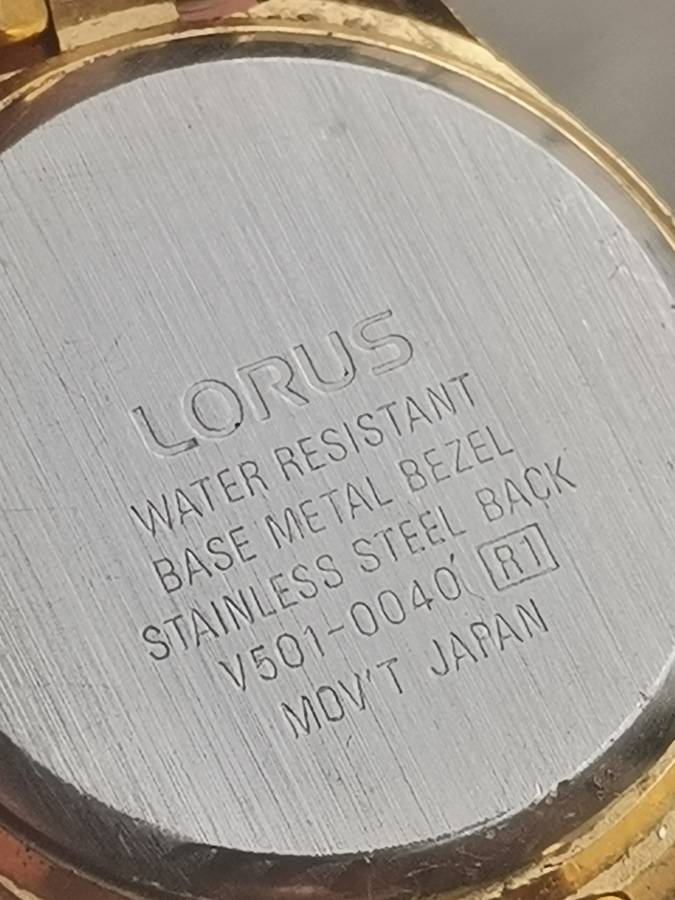 LORUS
WATER RESISTANT
BASE METAL BEZEL
STAINLESS STEEL BACK
V501-0040 R1
MOV'T JAPAN